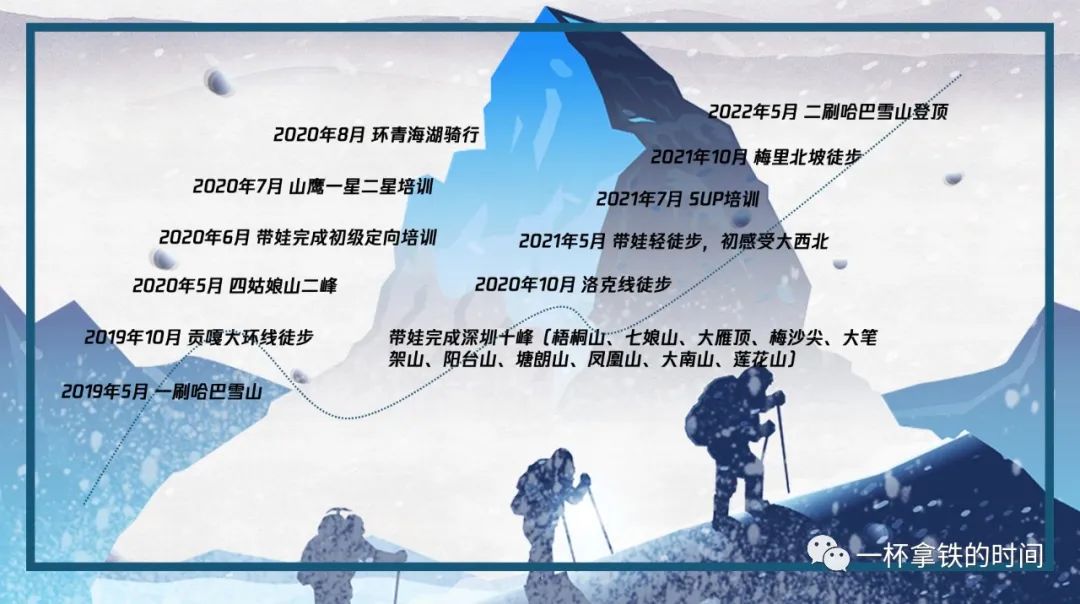 2020年8月 环青海湖骑行
2020年7月 山鹰一星二星培训
2020年6月 带娃完成初级定向培训
2020年5月 四姑娘山二峰
2019年10月 贡嘎大环线徒步
2019年5月 一刷哈巴雪山
2022年5月 二刷哈巴雪山登顶
2021年10月 梅里北坡徒步
2021年7月 SUP培训
2021年5月 带娃轻徒步，初感受大西北
2020年10月 洛克线徒步
带娃完成深圳十峰（梧桐山、七娘山、大雁顶、梅沙尖、大笔
架山、阳台山、塘朗山、凤凰山、大南山、莲花山）
一杯拿铁的时间